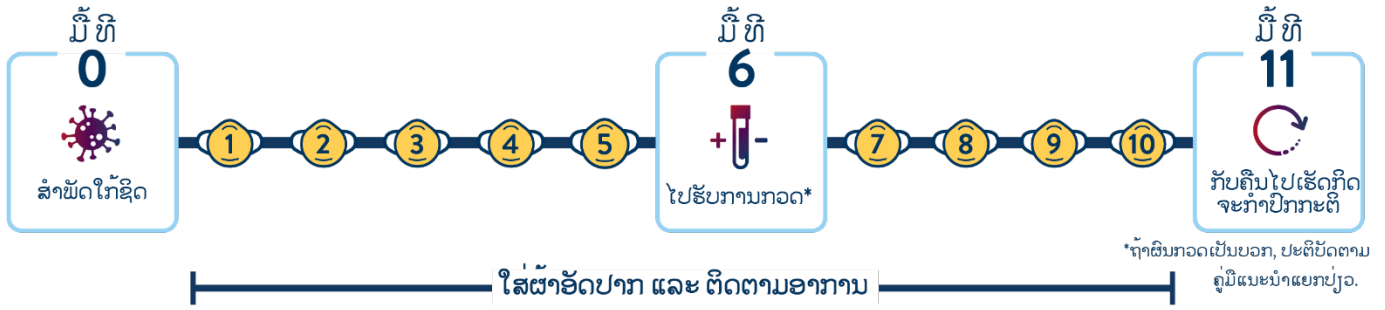 ມື້ ທີ
0
ສຳພັດໃກ້ຊິດ
1
2
3
4
5
ມື້ ທີ
6
+ -
ໄປຮັບການກວດ*
7
8
9
10
ມື້ ທີ
11
ກັບຄືນໄປເຮັດກິດ
ຈະກຳປົກກະຕິ
*ຖ້າຜົນກວດເປັນບວກ, ປະຕິບັດຕາມ
ຄູ່ມືແນະນຳແຍກປ່ຽວ.
ໃສ່ຜ້າອັດປາກ ແລະ ຕິດຕາມອາການ